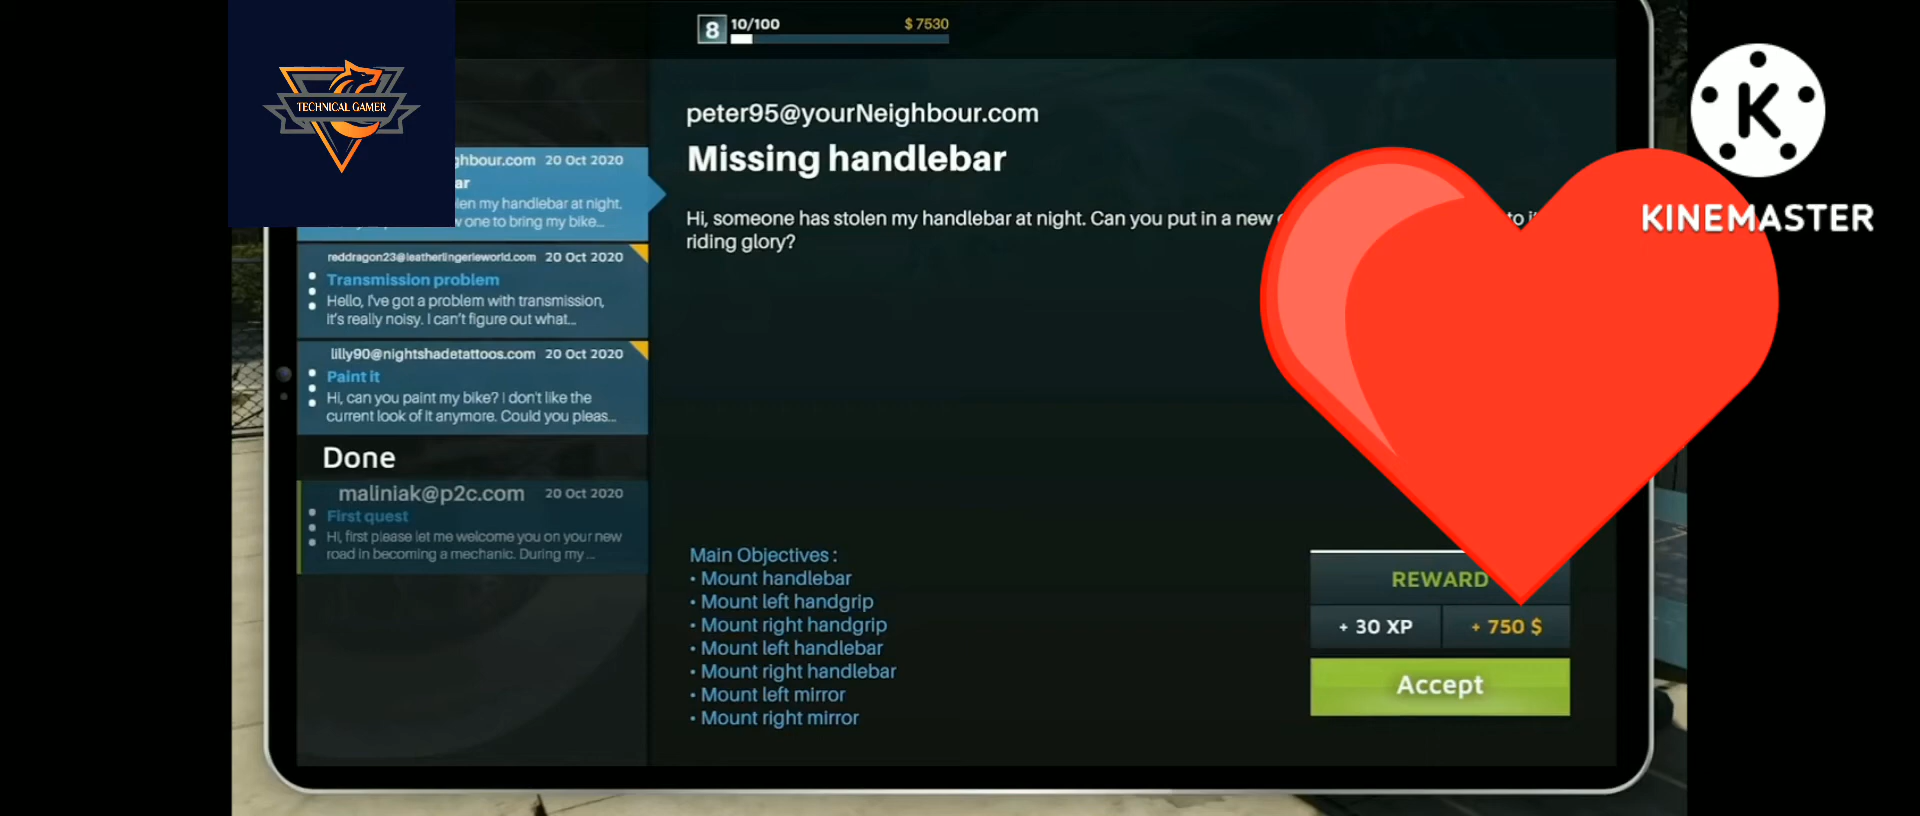 TECHNICAL GAMER
8
10/100
$ 7530
K
KINEMASTER
ghbour.com 20 Oct 2020
ar
len my handlebar at night.
w one to bring my bike...
reddragon23@leatherlingerieworld.com 20 Oct 2020
Transmission problem
Hello, I've got a problem with transmission,
it's really noisy. I can't figure out what...
lilly90@nightshadetattoos.com 20 Oct 2020
Paint it
Hi, can you paint my bike? I don't like the
current look of it anymore. Could you pleas...
Done
maliniak@p2c.com 20 Oct 2020
First quest
Hi, first please let me welcome you on your new
road in becoming a mechanic. During my ...
peter95@yourNeighbour.com
Missing handlebar
Hi, someone has stolen my handlebar at night. Can you put in a new
to
riding glory?
Main Objectives :
• Mount handlebar
• Mount left handgrip
• Mount right handgrip
• Mount left handlebar
• Mount right handlebar
• Mount left mirror
• Mount right mirror
REWARD
+ 30 XP
+ 750 $
Accept